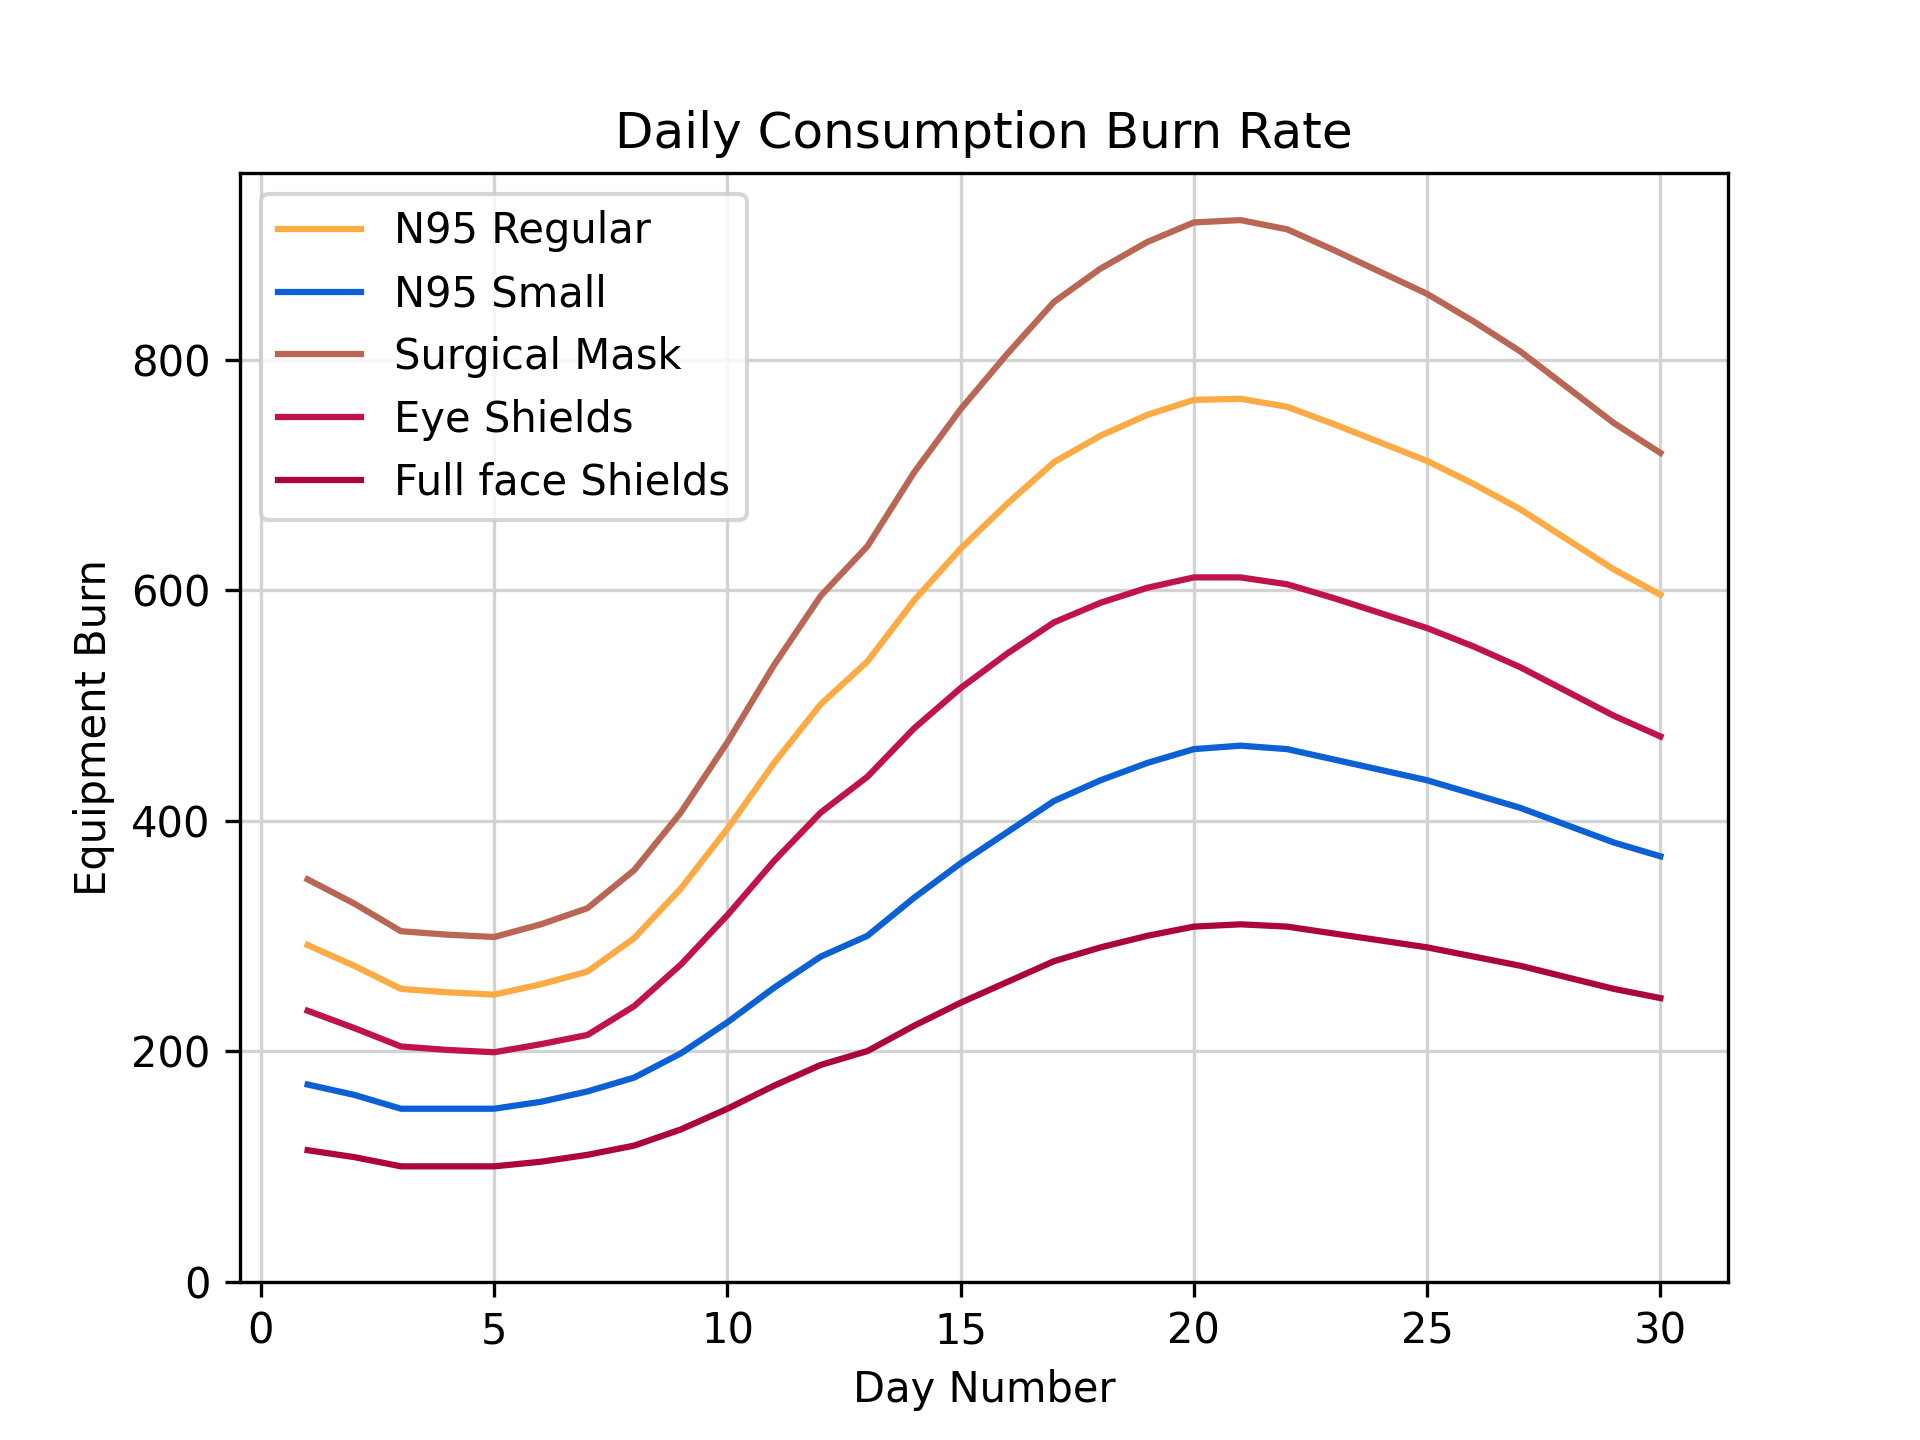 Daily Consumption Burn Rate
N95 Regular
N95 Small
Surgical Mask
Eye Shields
Full face Shields
Equipment Burn
800
600
400
200
0
0 5 10 15 20 25 30
Day Number